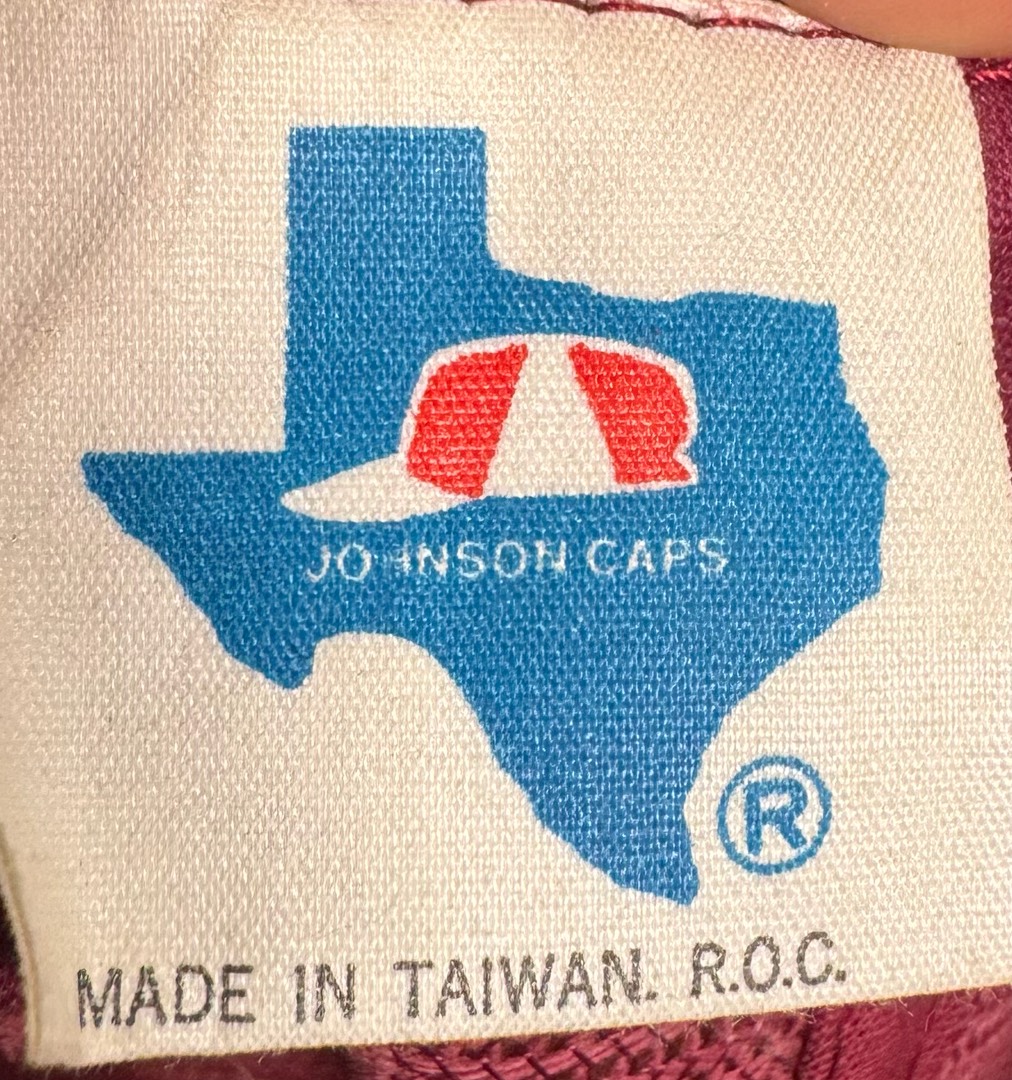 JOHNSON CAPS
®
MADE IN TAIWAN. R.O.C.